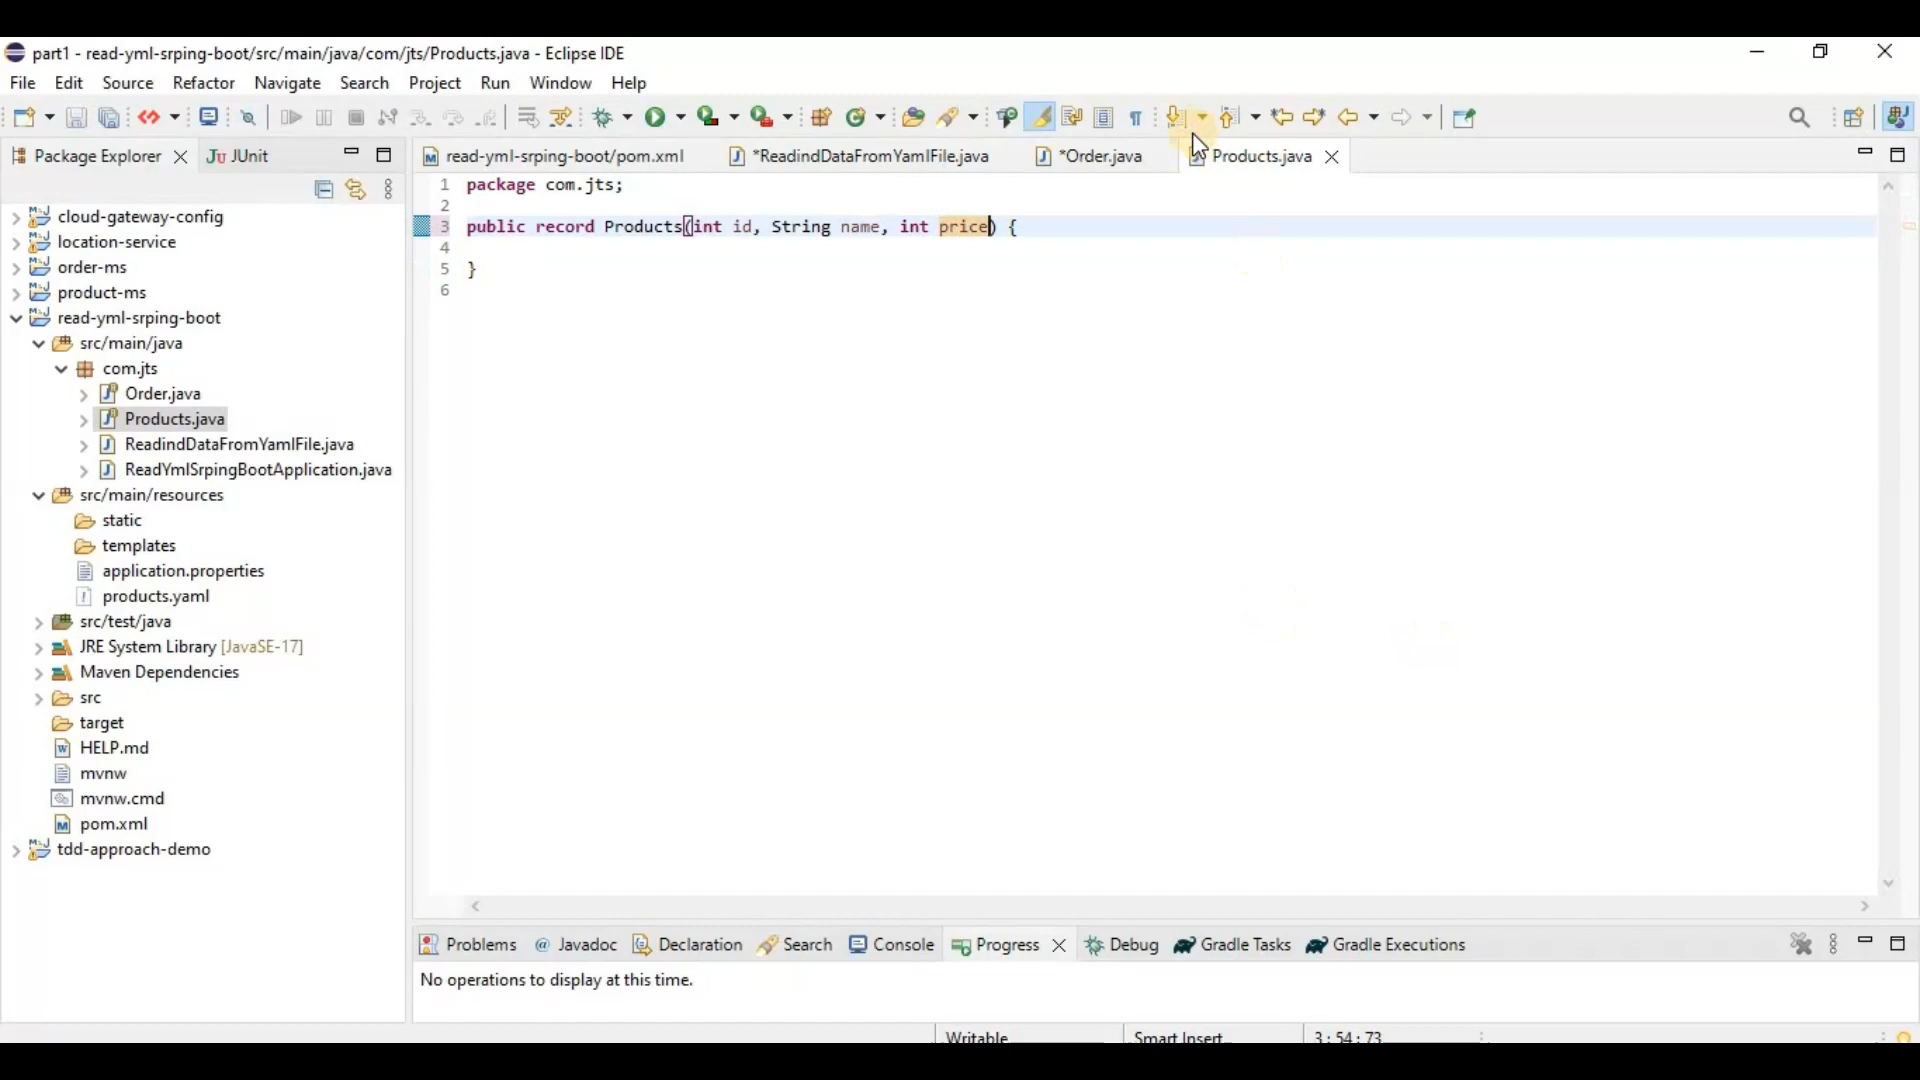 part1 - read-yml-srping-boot/src/main/java/com/jts/Products.java - Eclipse IDE
File Edit Source Refactor Navigate Search Project Run Window Help
Package Explorer JUnit
read-yml-srping-boot/pom.xml *ReadindDataFromYamlFile.java *Order.java Products.java
1 package com.jts;
2
3 public record Products(int id, String name, int price) {
4
5 }
6
cloud-gateway-config
location-service
order-ms
product-ms
read-yml-srping-boot
src/main/java
com.jts
Order.java
Products.java
ReadindDataFromYamlFile.java
ReadYmlSrpingBootApplication.java
src/main/resources
static
templates
application.properties
products.yaml
src/test/java
JRE System Library [JavaSE-17]
Maven Dependencies
src
target
HELP.md
mvnw
mvnw.cmd
pom.xml
tdd-approach-demo
Problems Javadoc Declaration Search Console Progress Debug Gradle Tasks Gradle Executions
No operations to display at this time.
Writable Smart Insert 3 : 54 : 73